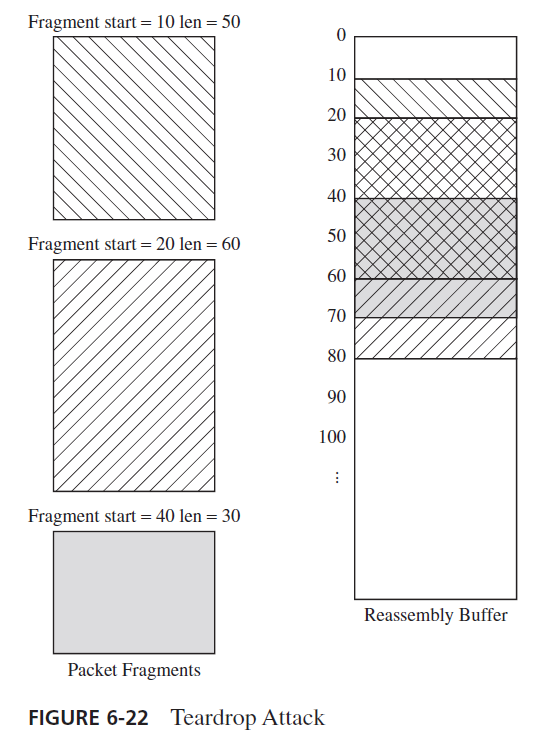 Fragment start = 10 len = 50
Fragment start = 20 len = 60
Fragment start = 40 len = 30
Packet Fragments
0
10
20
30
40
50
60
70
80
90
100
⋮
Reassembly Buffer
FIGURE 6-22 Teardrop Attack